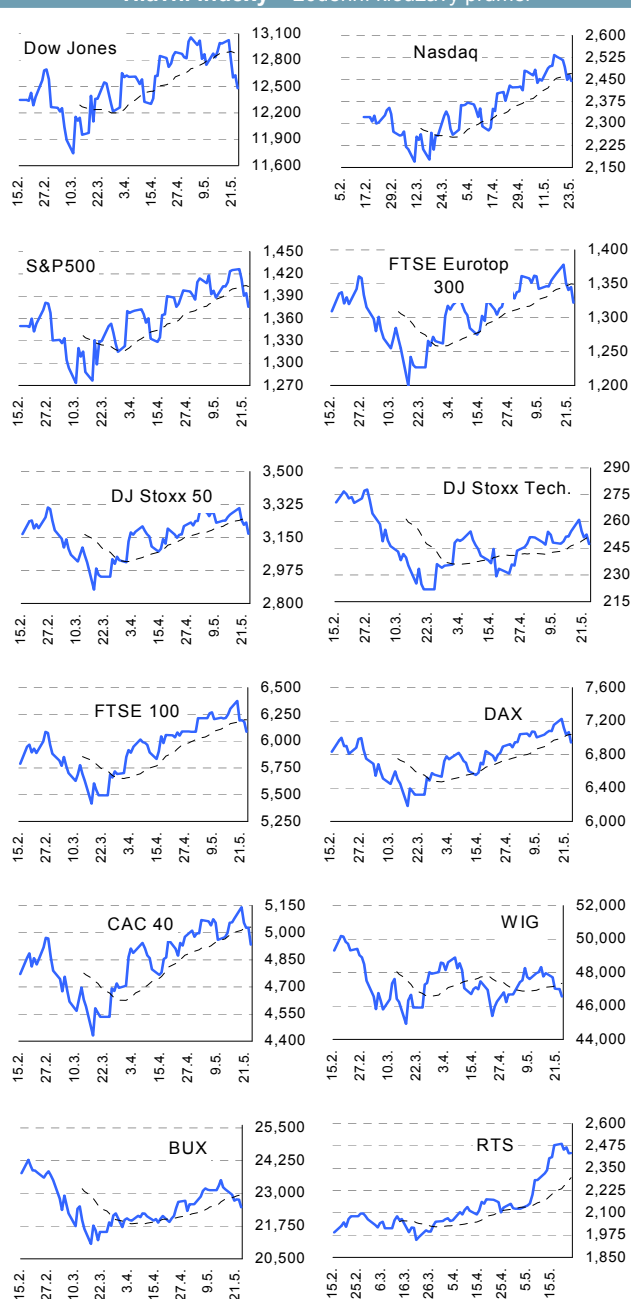 Hlavní indexy – 20denní klouzavý průměr
Dow Jones
13,100
12,800
12,500
12,200
11,900
11,600
15.2. 27.2. 10.3. 22.3. 3.4. 15.4. 27.4. 9.5. 21.5.
Nasdaq
2,600
2,525
2,450
2,375
2,300
2,225
2,150
5.2. 17.2. 29.2. 12.3. 24.3. 5.4. 17.4. 29.4. 11.5. 23.5.
S&P500
1,450
1,420
1,390
1,360
1,330
1,300
1,270
15.2. 27.2. 10.3. 22.3. 3.4. 15.4. 27.4. 9.5. 21.5.
FTSE Eurotop
300
1,400
1,350
1,300
1,250
1,200
15.2. 27.2. 10.3. 22.3. 3.4. 15.4. 27.4. 9.5. 21.5.
DJ Stoxx 50
3,500
3,325
3,150
2,975
2,800
15.2. 27.2. 10.3. 22.3. 3.4. 15.4. 27.4. 9.5. 21.5.
DJ Stoxx Tech.
290
275
260
245
230
215
15.2. 27.2. 10.3. 22.3. 3.4. 15.4. 27.4. 9.5. 21.5.
FTSE 100
6,500
6,250
6,000
5,750
5,500
5,250
15.2. 27.2. 10.3. 22.3. 3.4. 15.4. 27.4. 9.5. 21.5.
DAX
7,600
7,200
6,800
6,400
6,000
15.2. 27.2. 10.3. 22.3. 3.4. 15.4. 27.4. 9.5. 21.5.
CAC 40
5,150
5,000
4,850
4,700
4,550
4,400
15.2. 27.2. 10.3. 22.3. 3.4. 15.4. 27.4. 9.5. 21.5.
WIG
52,000
50,000
48,000
46,000
44,000
15.2. 27.2. 10.3. 22.3. 3.4. 15.4. 27.4. 9.5. 21.5.
BUX
25,500
24,250
23,000
21,750
20,500
15.2. 27.2. 10.3. 22.3. 3.4. 15.4. 27.4. 9.5. 21.5.
RTS
2,600
2,475
2,350
2,225
2,100
1,975
1,850
15.2. 25.2. 6.3. 16.3. 26.3. 5.4. 15.4. 25.4. 5.5. 15.5.